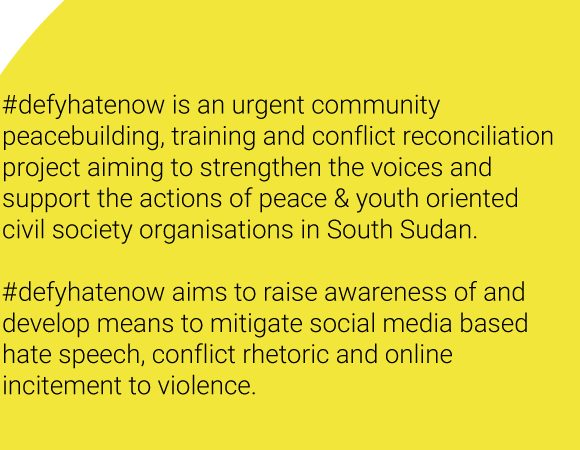 #defyhatenow is an urgent community
peacebuilding, training and conflict reconciliation
project aiming to strengthen the voices and
support the actions of peace & youth oriented
civil society organisations in South Sudan.
#defyhatenow aims to raise awareness of and
develop means to mitigate social media based
hate speech, conflict rhetoric and online
incitement to violence.